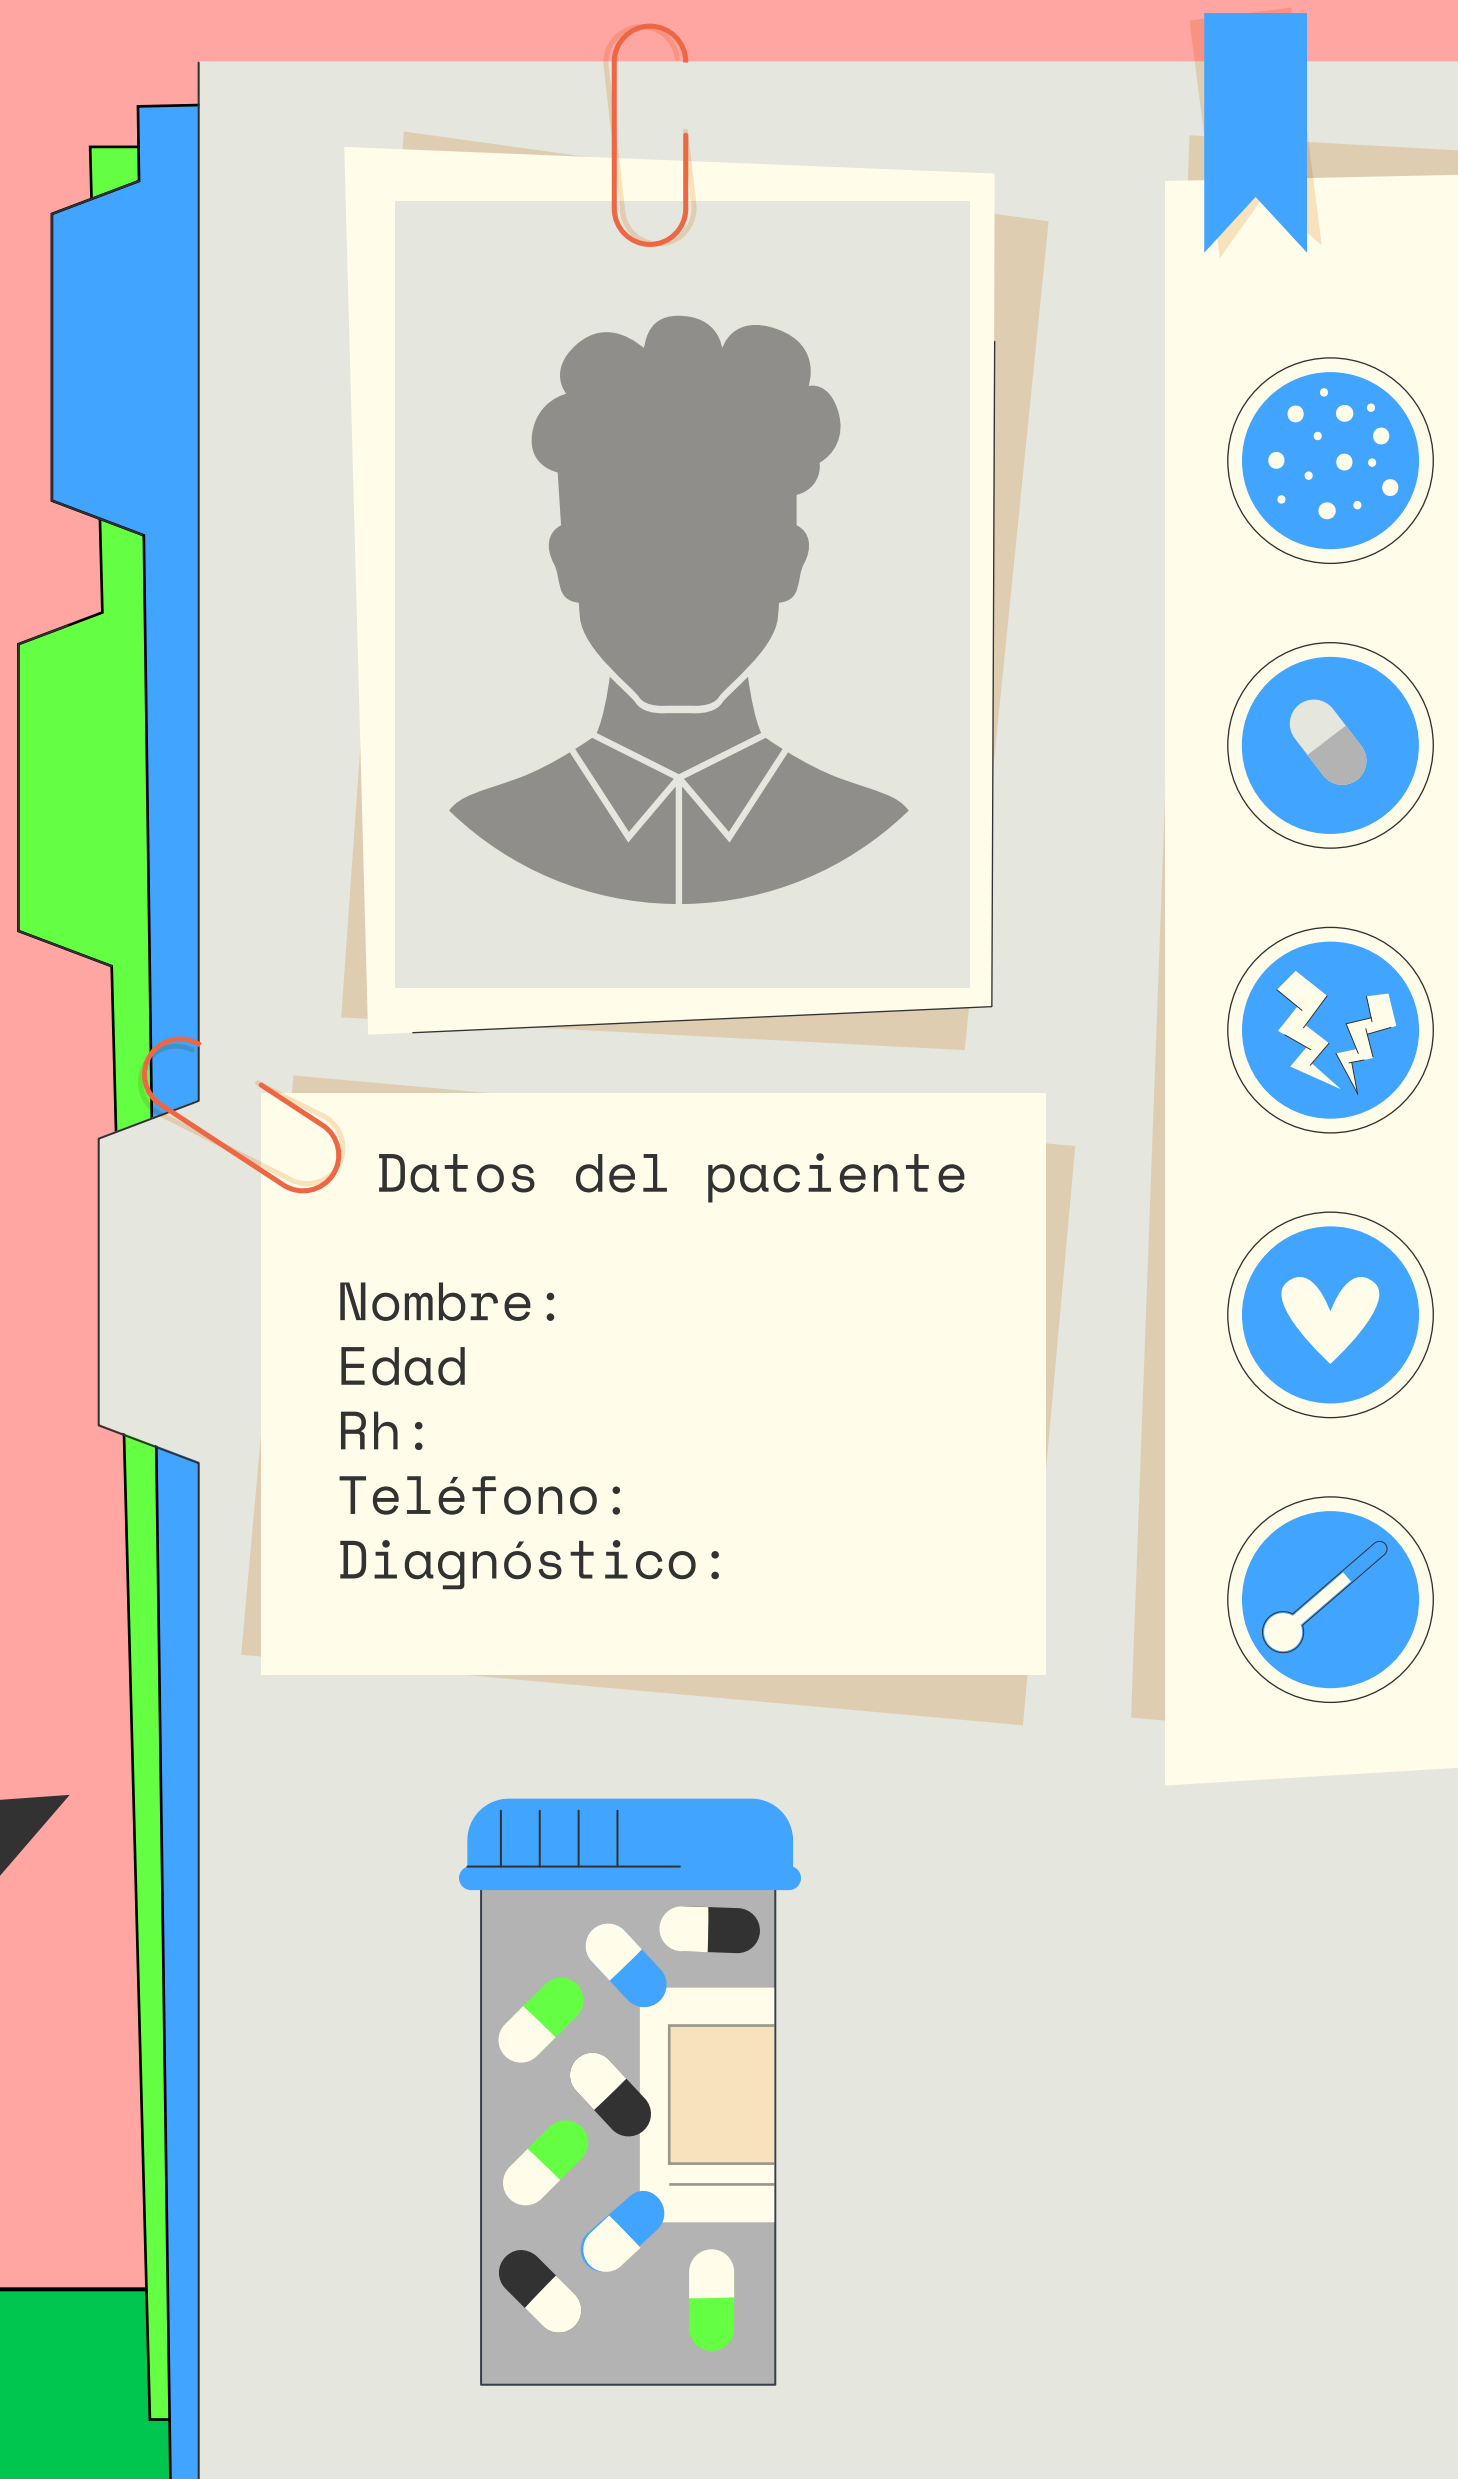 Datos del paciente
Nombre:
Edad
Rh:
Teléfono:
Diagnóstico: